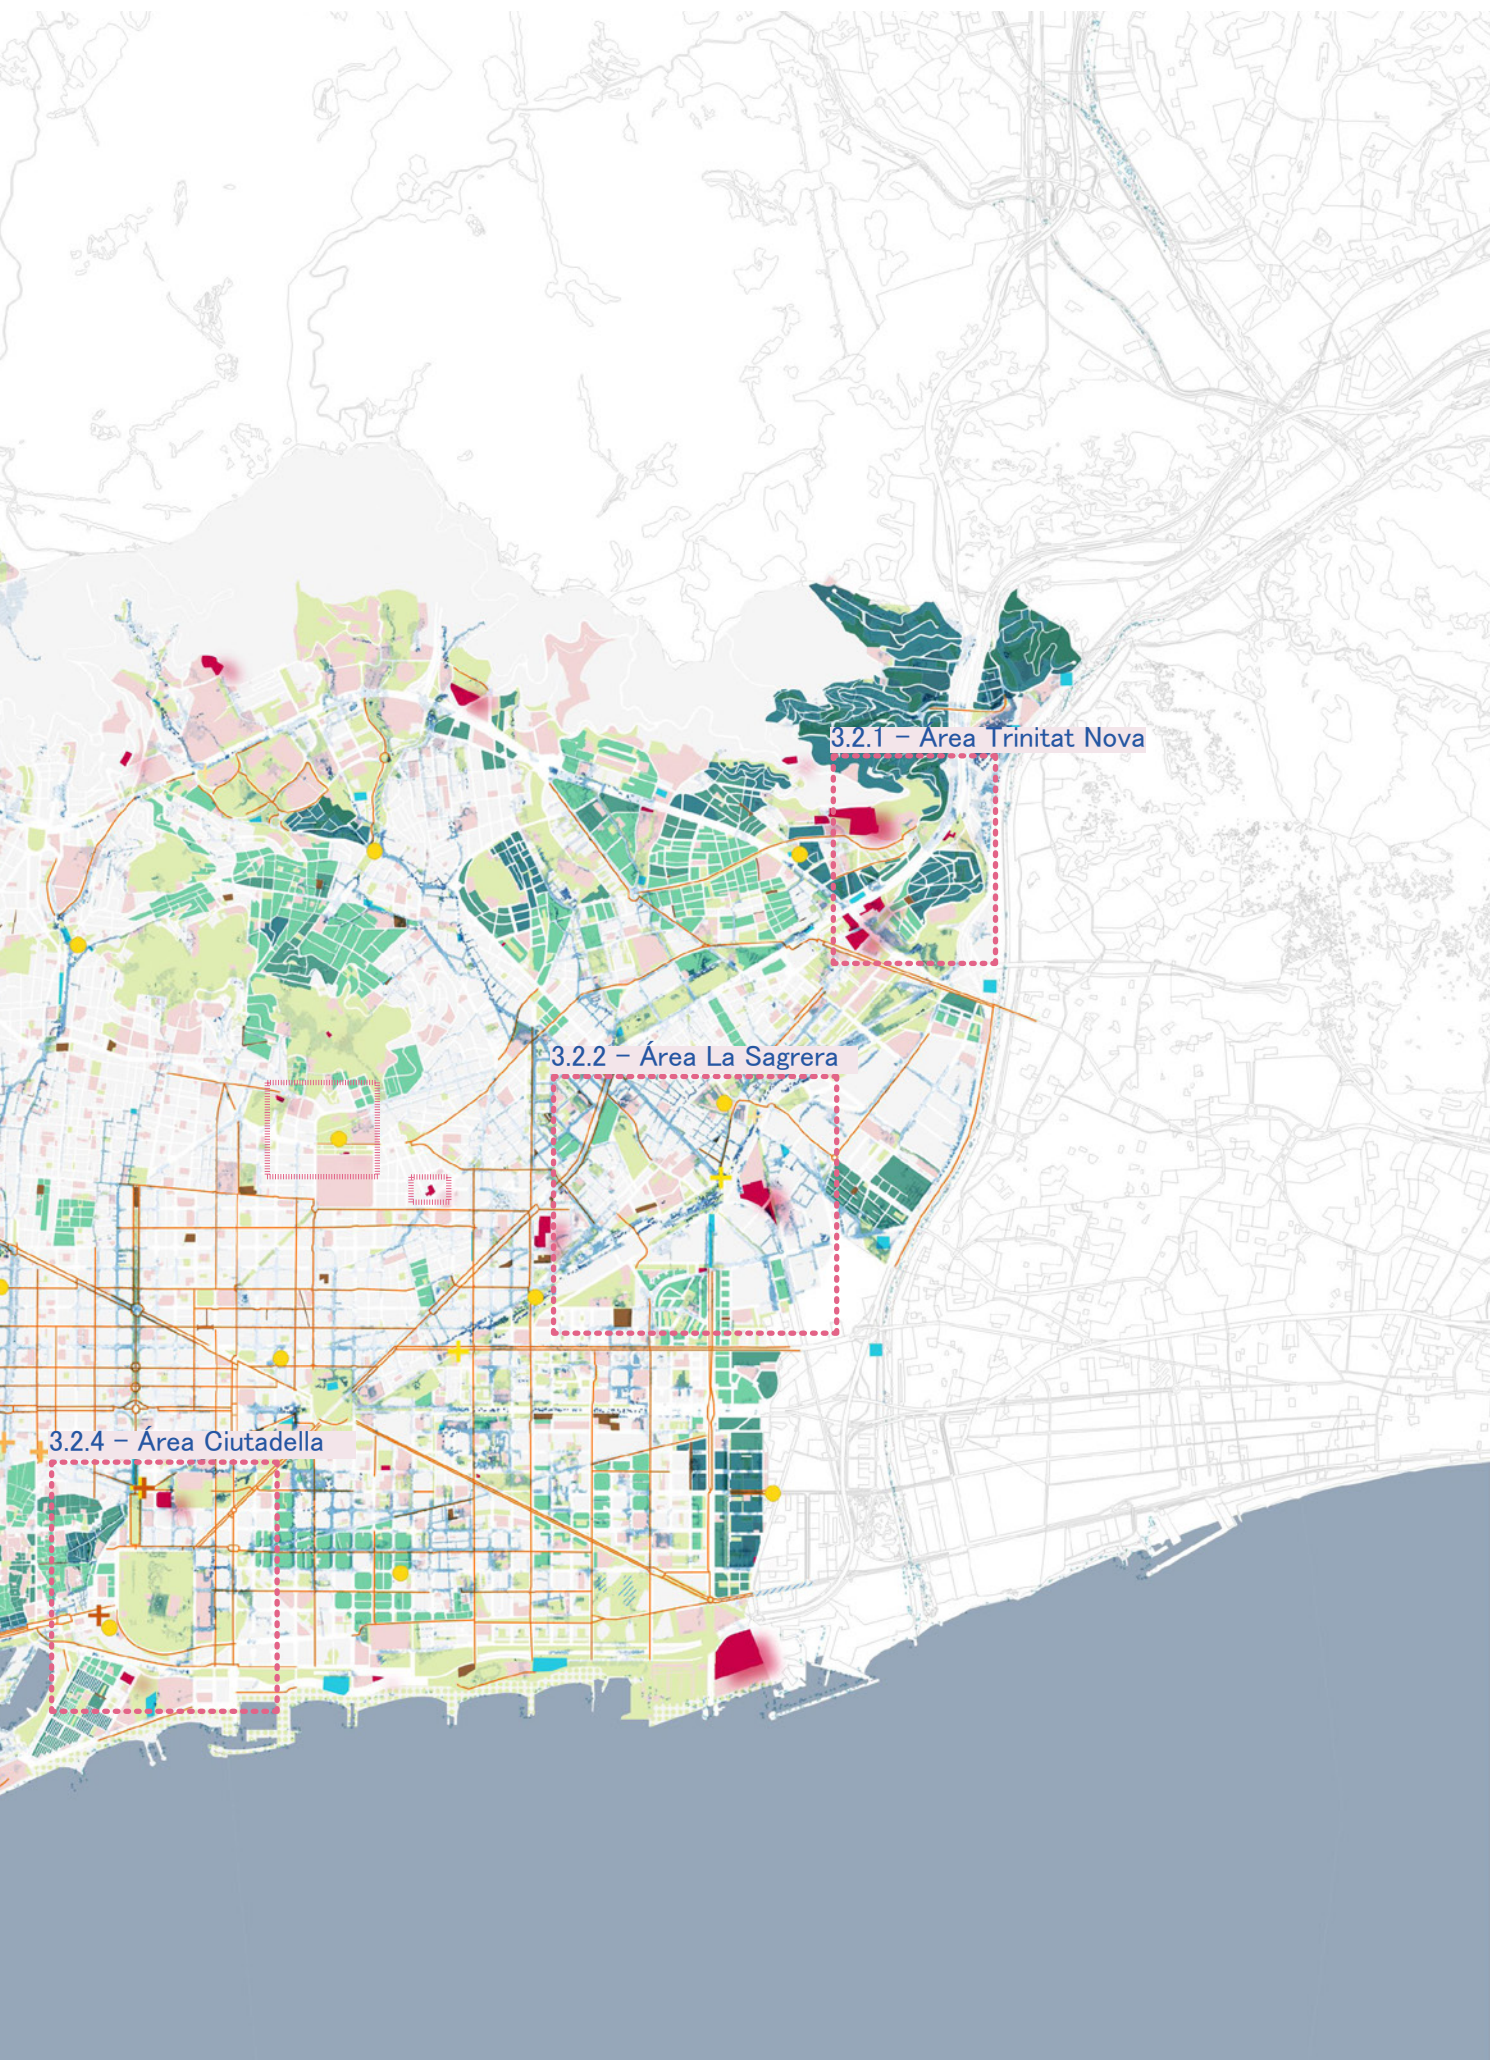 3.2.1 – Área Trinitat Nova
3.2.2 – Área La Sagrera
3.2.4 – Área Ciutadella